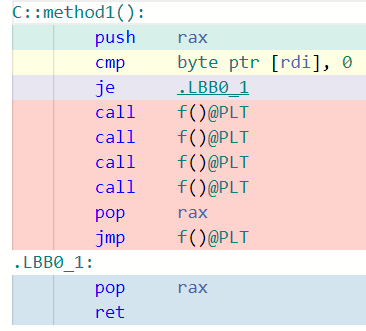 C::method1():
push rax
cmp byte ptr [rdi], 0
je .LBB0_1
call f()@PLT
call f()@PLT
call f()@PLT
call f()@PLT
pop rax
jmp f()@PLT
.LBB0_1:
pop rax
ret